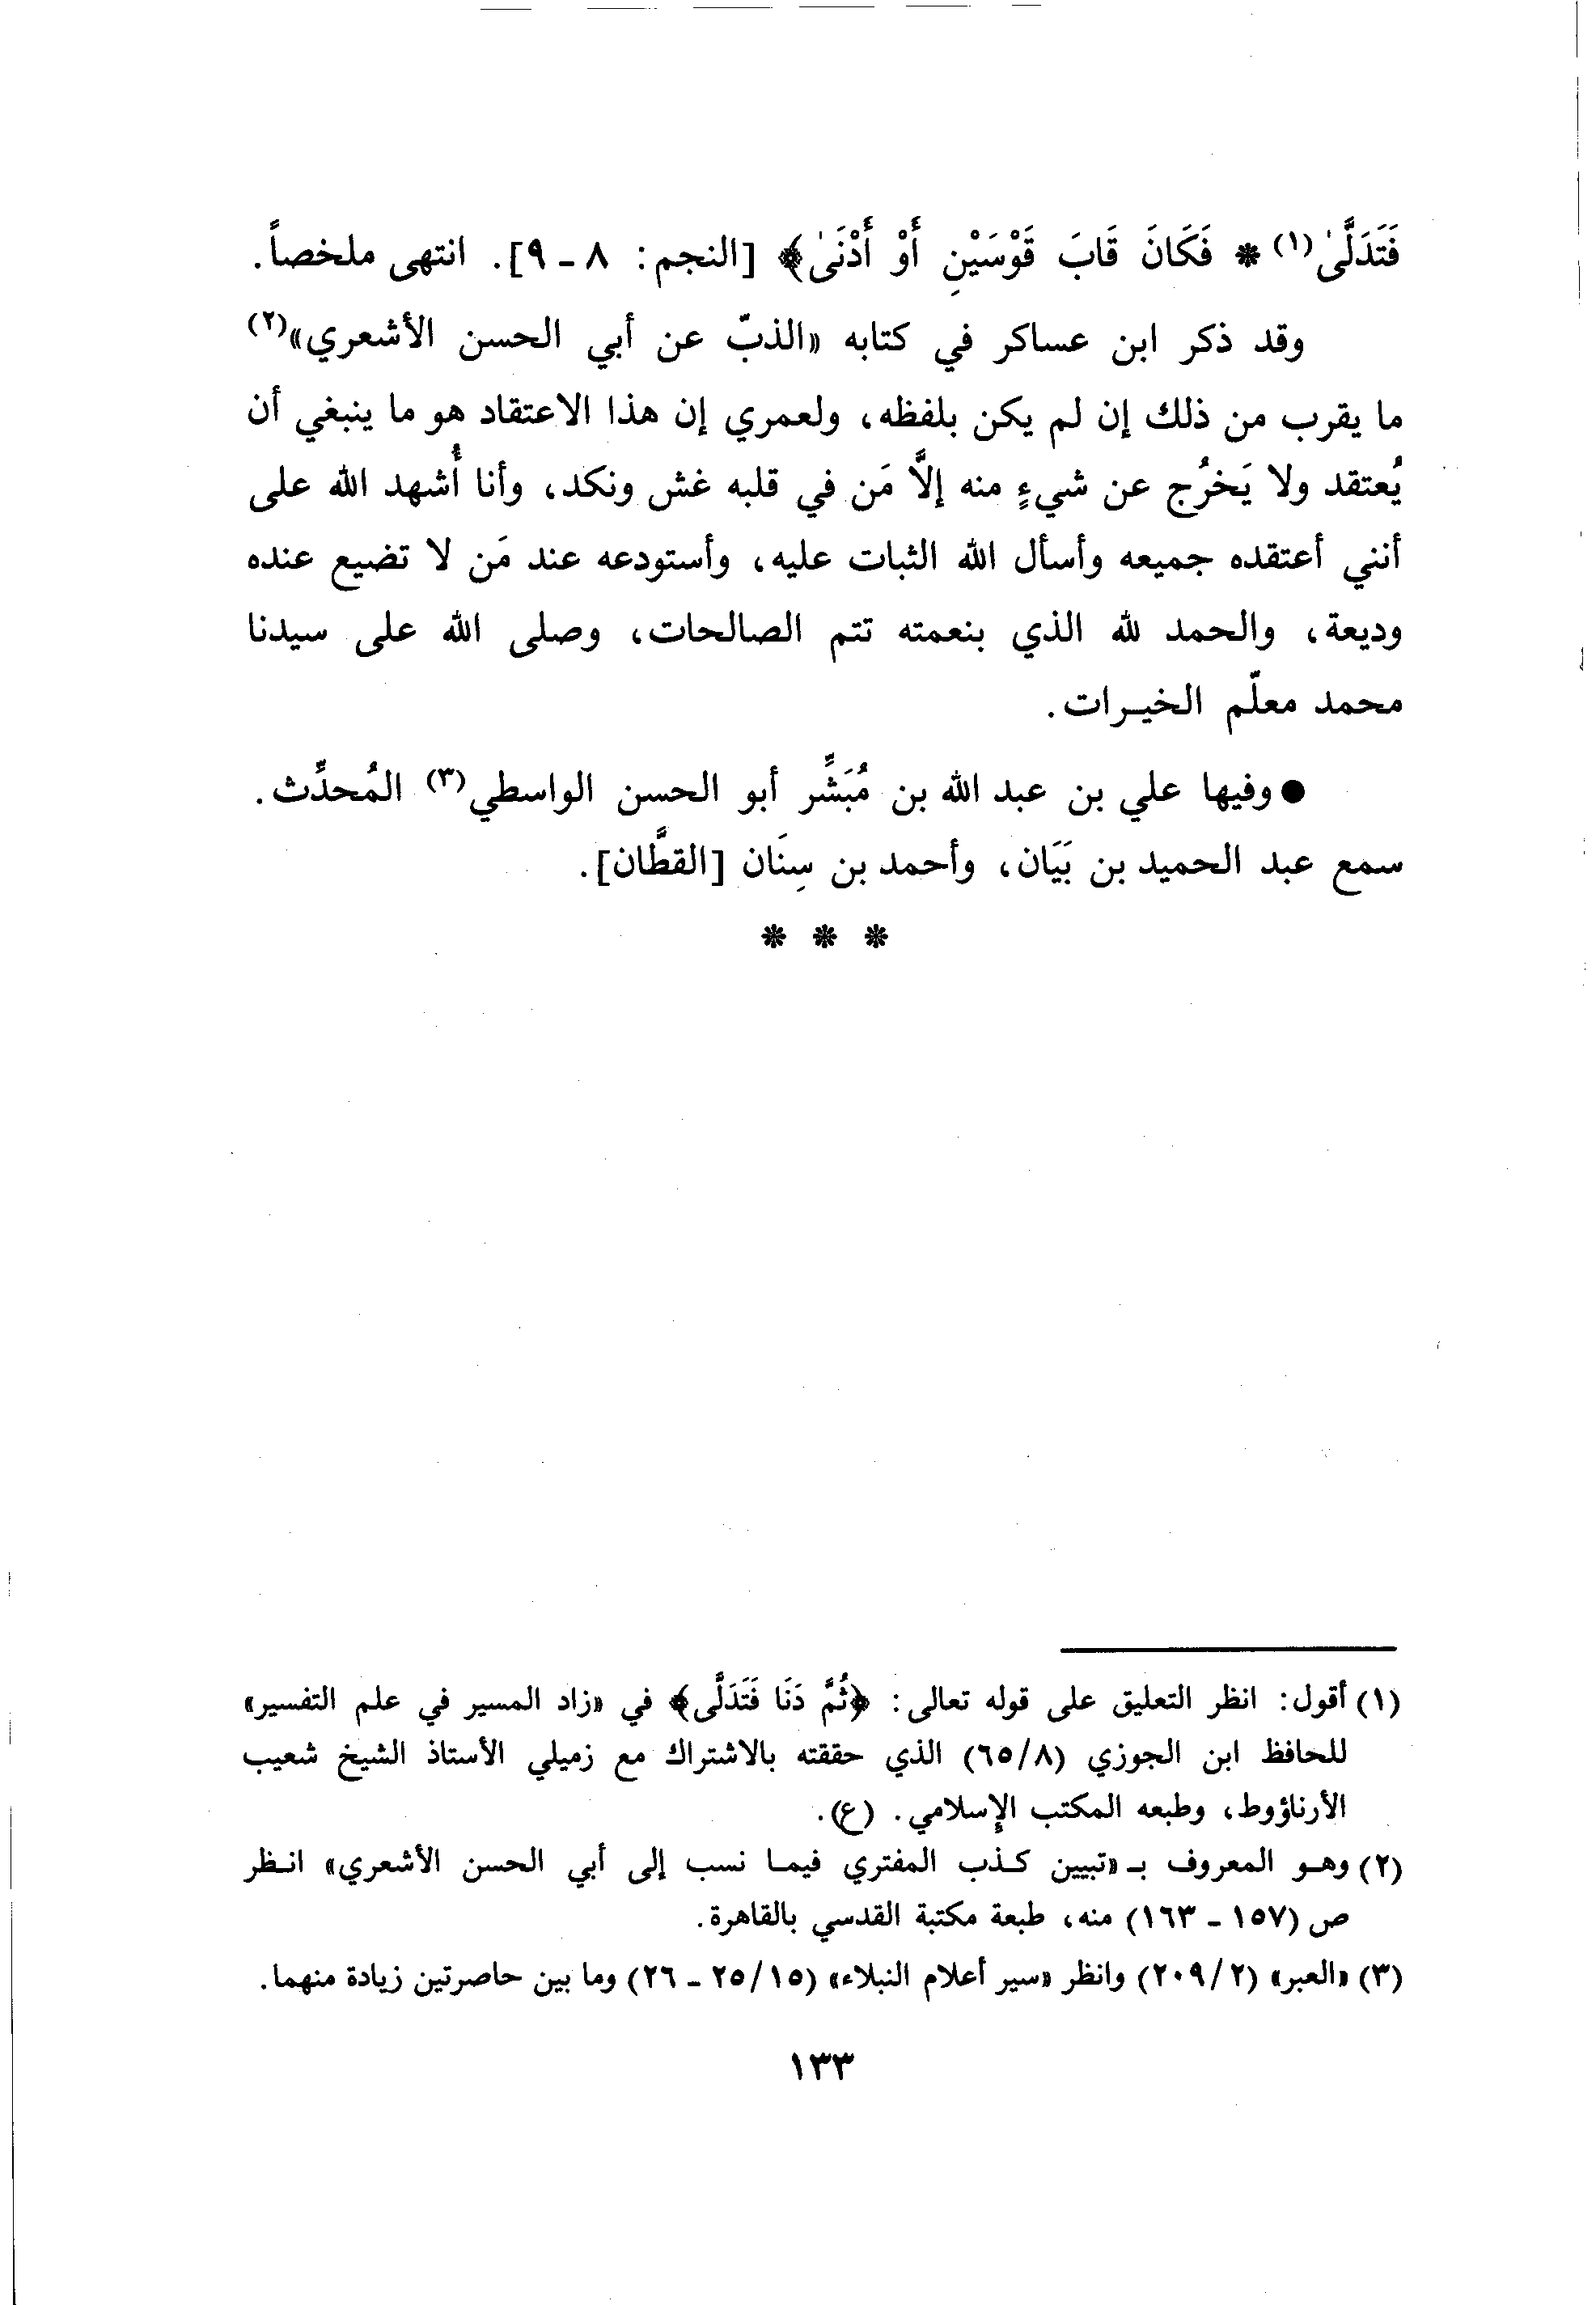 فَتَدَلَّىٰ(١) * فَكَانَ قَابَ قَوْسَيْنِ أَوْ أَدْنَىٰ﴾ [النجم: ٨ - ٩]. انتهى ملخصاً.
وقد ذكر ابن عساكر في كتابه «الذبّ عن أبي الحسن الأشعري»(٢)
ما يقرب من ذلك إن لم يكن بلفظه، ولعمري إن هذا الاعتقاد هو ما ينبغي أن
يُعتقد ولا يَخرُج عن شيءٍ منه إلَّا مَن في قلبه غش ونكد، وأنا أُشهد الله على
أنني أعتقده جميعه وأسأل الله الثبات عليه، وأستودعه عند مَن لا تضيع عنده
وديعة، والحمد لله الذي بنعمته تتم الصالحات، وصلى الله على سيدنا
محمد معلّم الخيرات.
● وفيها علي بن عبد الله بن مُبَشِّر أبو الحسن الواسطي(٣) المُحدِّث.
سمع عبد الحميد بن بَيَان، وأحمد بن سِنَان [القطَّان].
* * *
(١) أقول: انظر التعليق على قوله تعالى: ﴿ثُمَّ دَنَا فَتَدَلَّى﴾ في «زاد المسير في علم التفسير»
للحافظ ابن الجوزي (٦٥/٨) الذي حققته بالاشتراك مع زميلي الأستاذ الشيخ شعيب
الأرناؤوط، وطبعه المكتب الإسلامي. (ع).
(٢) وهو المعروف بـ «تبيين كذب المفتري فيما نسب إلى أبي الحسن الأشعري» انظر
ص (١٥٧ - ١٦٣) منه، طبعة مكتبة القدسي بالقاهرة.
(٣) «العبر» (٢٠٩/٢) وانظر «سير أعلام النبلاء» (٢٥/١٥ - ٢٦) وما بين حاصرتين زيادة منهما.
١٣٣